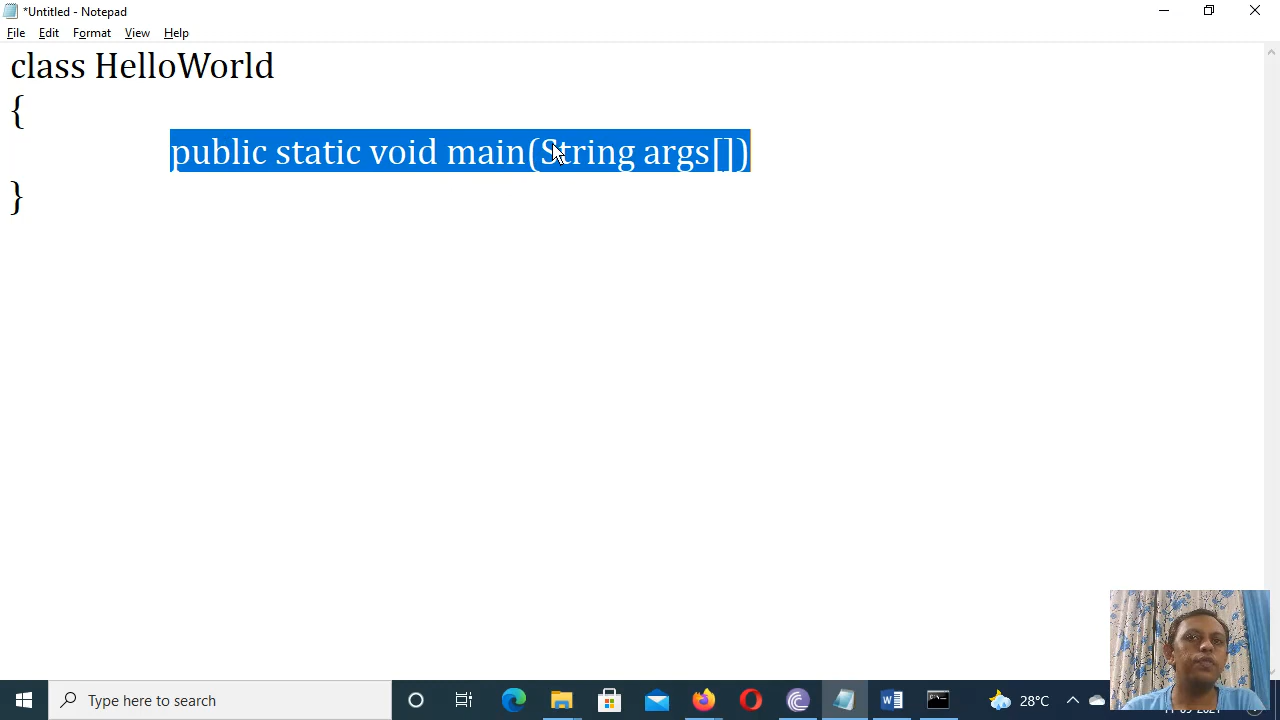 *Untitled - Notepad
File Edit Format View Help
class HelloWorld
{
public static void main(String args[])
}
Type here to search
28°C